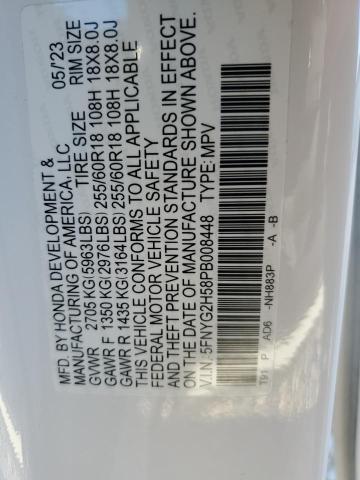 MFD. BY HONDA DEVELOPMENT & 05/23
MANUFACTURING OF AMERICA, LLC
TIRE SIZE RIM SIZE
GVWR 2705 KG(5963LBS)
GAWR F 1350 KG(2976LBS) 255/60R18 108H 18X8.0J
GAWR R 1435 KG(3164LBS) 255/60R18 108H 18X8.0J
THIS VEHICLE CONFORMS TO ALL APPLICABLE
FEDERAL MOTOR VEHICLE SAFETY
AND THEFT PREVENTION STANDARDS IN EFFECT
ON THE DATE OF MANUFACTURE SHOWN ABOVE.
V.I.N.: 5FNYG2H58PB008448 TYPE: MPV
T91 P AD6 -NH883P -A -B